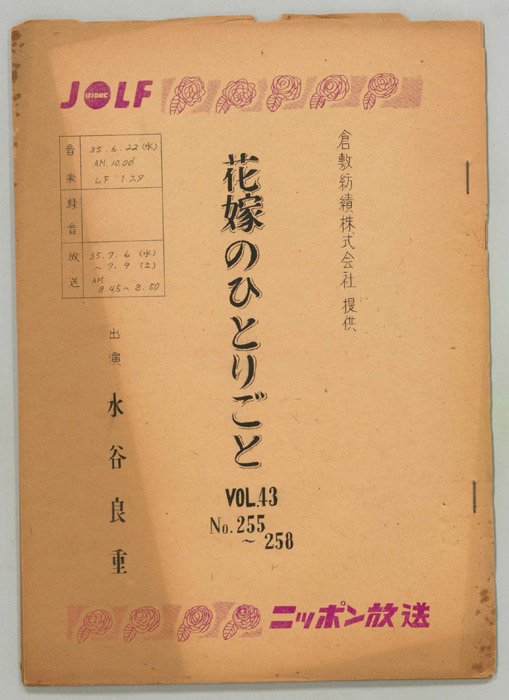 JOLF
倉敷紡績株式会社 提供
花嫁のひとりごと
VOL.43
No.255
~258
音楽 35.6.22(水)
AM.10.00
LF 129
録音
放送 35.7.6(水)
~7.9(土)
AM
8.45~8.50
出演 水谷良重
ニッポン放送